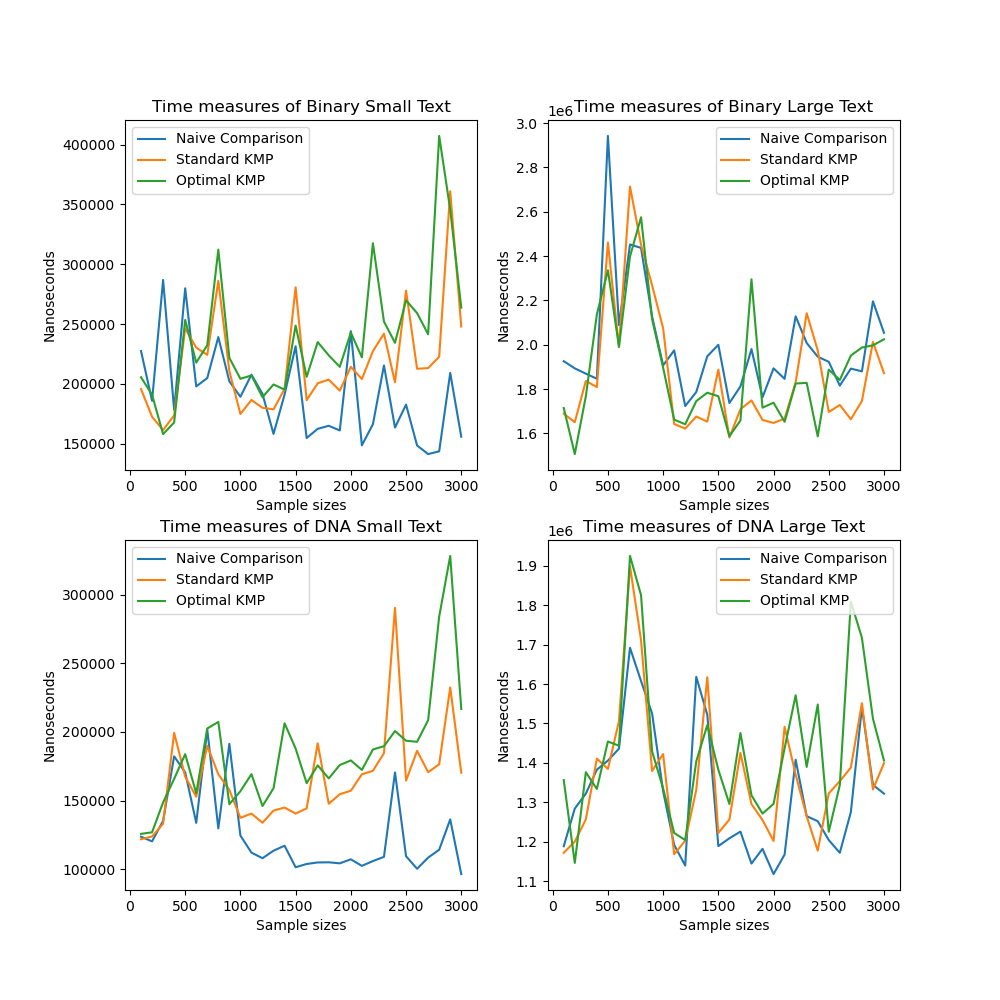 Time measures of Binary Small Text
Nanoseconds
400000
350000
300000
250000
200000
150000
Naive Comparison
Standard KMP
Optimal KMP
0 500 1000 1500 2000 2500 3000
Sample sizes
1e6
Time measures of Binary Large Text
Nanoseconds
3.0
2.8
2.6
2.4
2.2
2.0
1.8
1.6
Naive Comparison
Standard KMP
Optimal KMP
0 500 1000 1500 2000 2500 3000
Sample sizes
Time measures of DNA Small Text
Nanoseconds
300000
250000
200000
150000
100000
Naive Comparison
Standard KMP
Optimal KMP
0 500 1000 1500 2000 2500 3000
Sample sizes
1e6
Time measures of DNA Large Text
Nanoseconds
1.9
1.8
1.7
1.6
1.5
1.4
1.3
1.2
1.1
Naive Comparison
Standard KMP
Optimal KMP
0 500 1000 1500 2000 2500 3000
Sample sizes